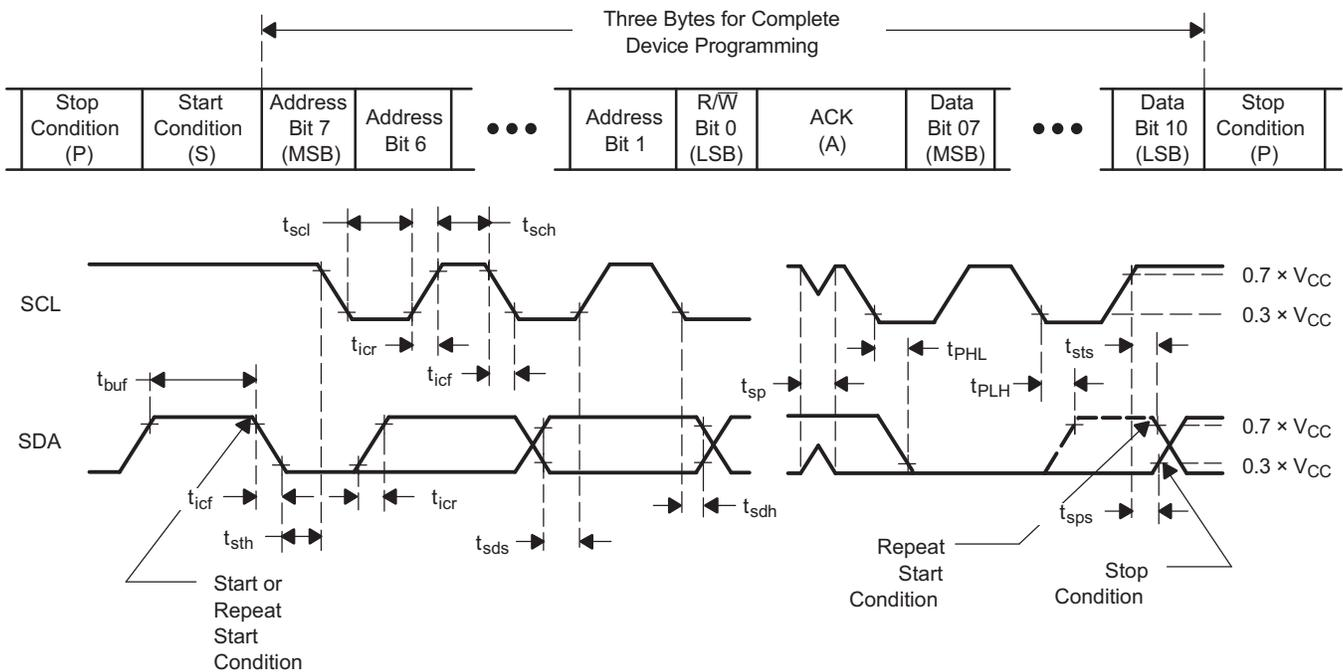 Three Bytes for Complete
Device Programming
Stop
Condition
(P)
Start
Condition
(S)
Address
Bit 7
(MSB)
Address
Bit 6
•••
Address
Bit 1
R/W̅
Bit 0
(LSB)
ACK
(A)
Data
Bit 07
(MSB)
•••
Data
Bit 10
(LSB)
Stop
Condition
(P)
tscl
tsch
SCL
0.7 × VCC
0.3 × VCC
ticr
tPHL
tsts
tbuf
ticf
tsp
tPLH
SDA
0.7 × VCC
0.3 × VCC
ticf
ticr
tsdh
tsps
tsth
tsds
Start or
Repeat
Start
Condition
Repeat
Start
Condition
Stop
Condition